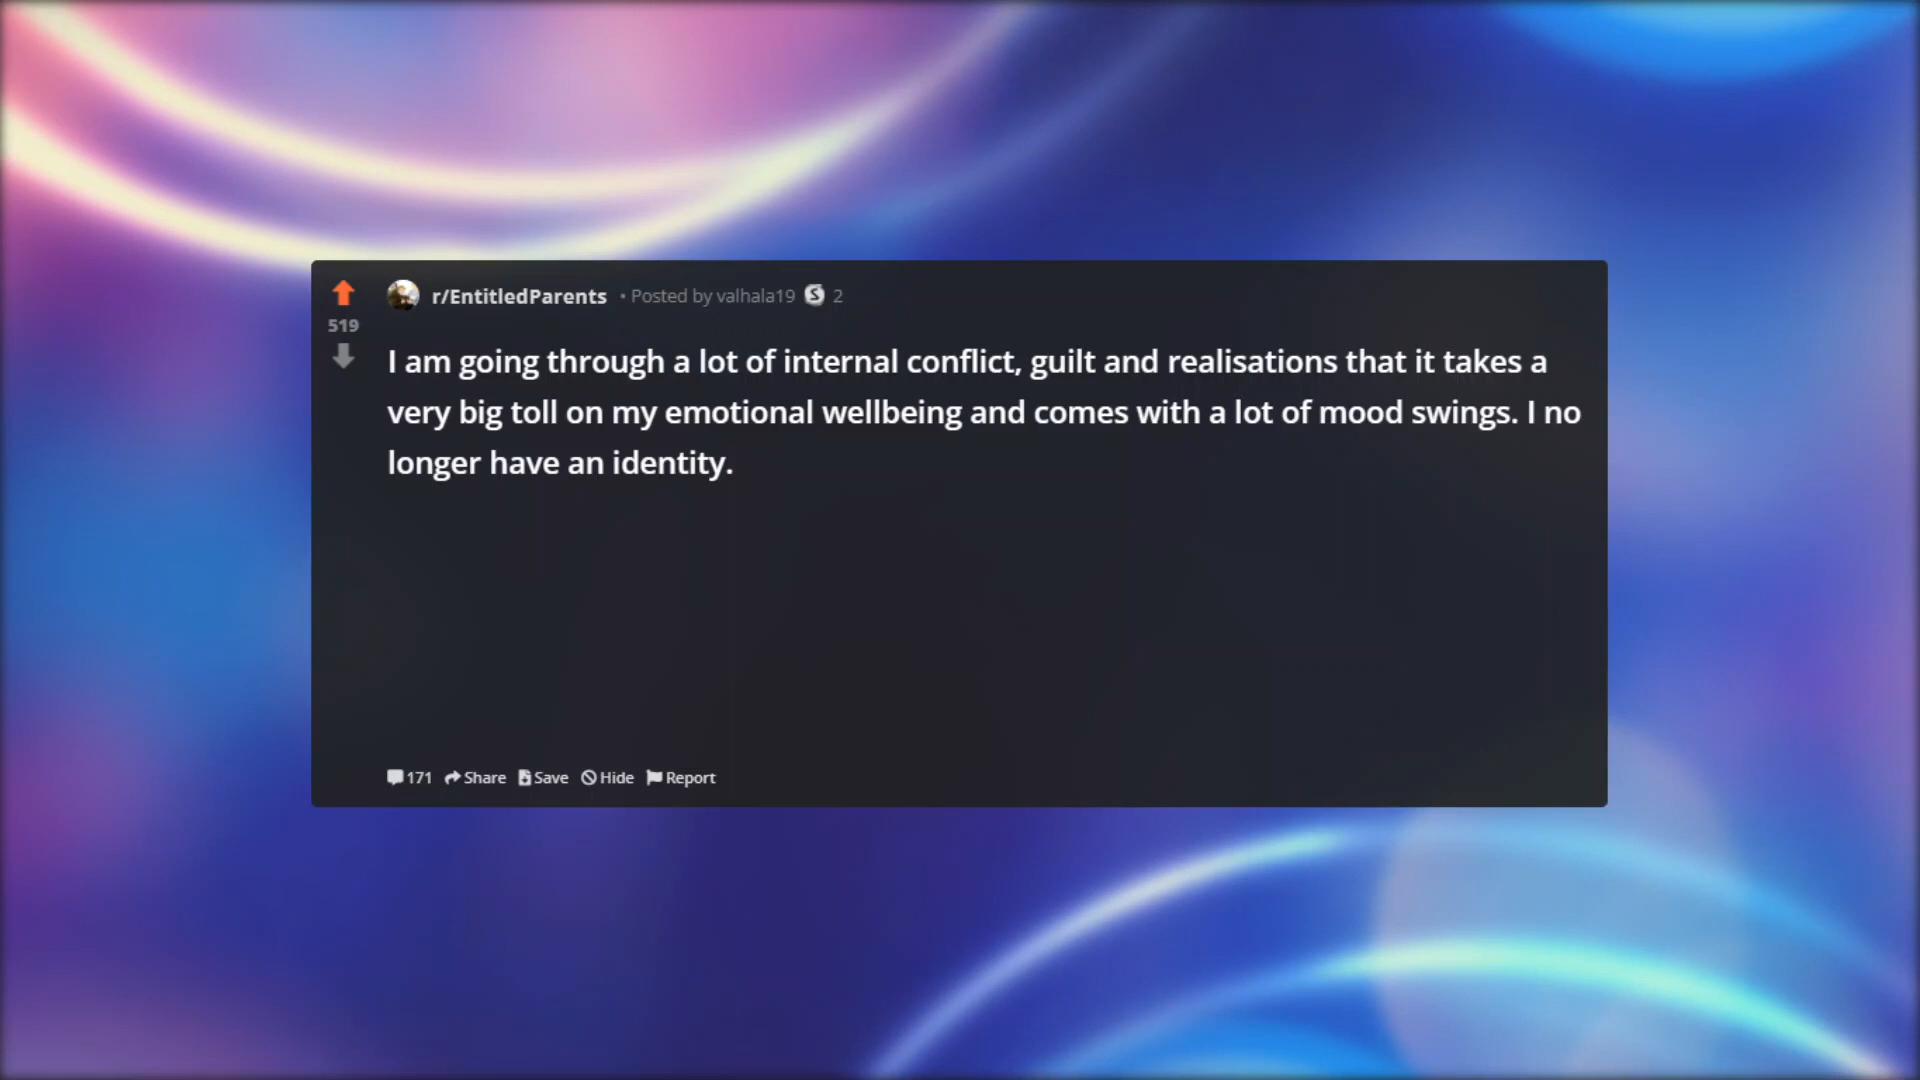 r/EntitledParents • Posted by valhala19 S 2
519
I am going through a lot of internal conflict, guilt and realisations that it takes a
very big toll on my emotional wellbeing and comes with a lot of mood swings. I no
longer have an identity.
171 Share Save Hide Report